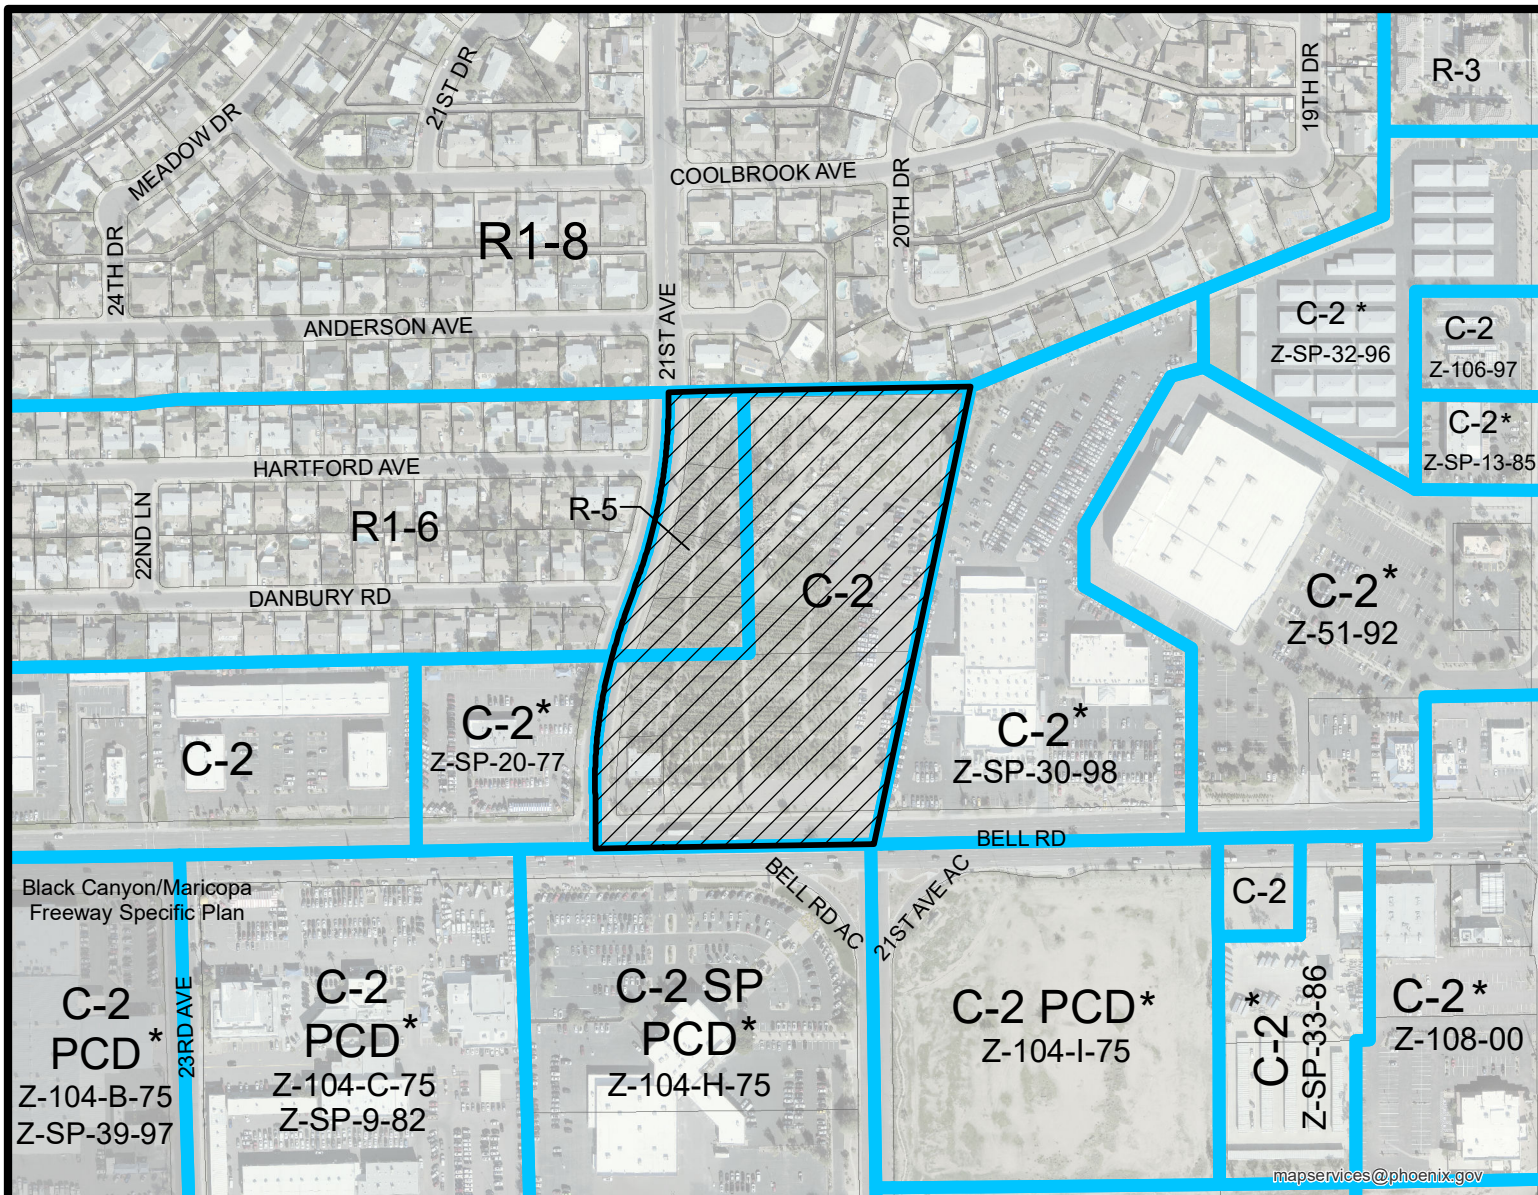 R-3
21ST DR
19TH DR
MEADOW DR
COOLBROOK AVE
20TH DR
R1-8
24TH DR
ANDERSON AVE
21ST AVE
C-2 *
Z-SP-32-96
C-2
Z-106-97
C-2*
Z-SP-13-85
HARTFORD AVE
22ND LN
R1-6
R-5
DANBURY RD
C-2
C-2*
Z-51-92
C-2
C-2*
Z-SP-20-77
C-2*
Z-SP-30-98
BELL RD
Black Canyon/Maricopa
Freeway Specific Plan
BELL RD AC
21ST AVE AC
C-2
23RD AVE
C-2
PCD*
Z-104-B-75
Z-SP-39-97
C-2
PCD*
Z-104-C-75
Z-SP-9-82
C-2 SP
PCD*
Z-104-H-75
C-2 PCD*
Z-104-I-75
C-2*
Z-SP-33-86
C-2*
Z-108-00
mapservices@phoenix.gov